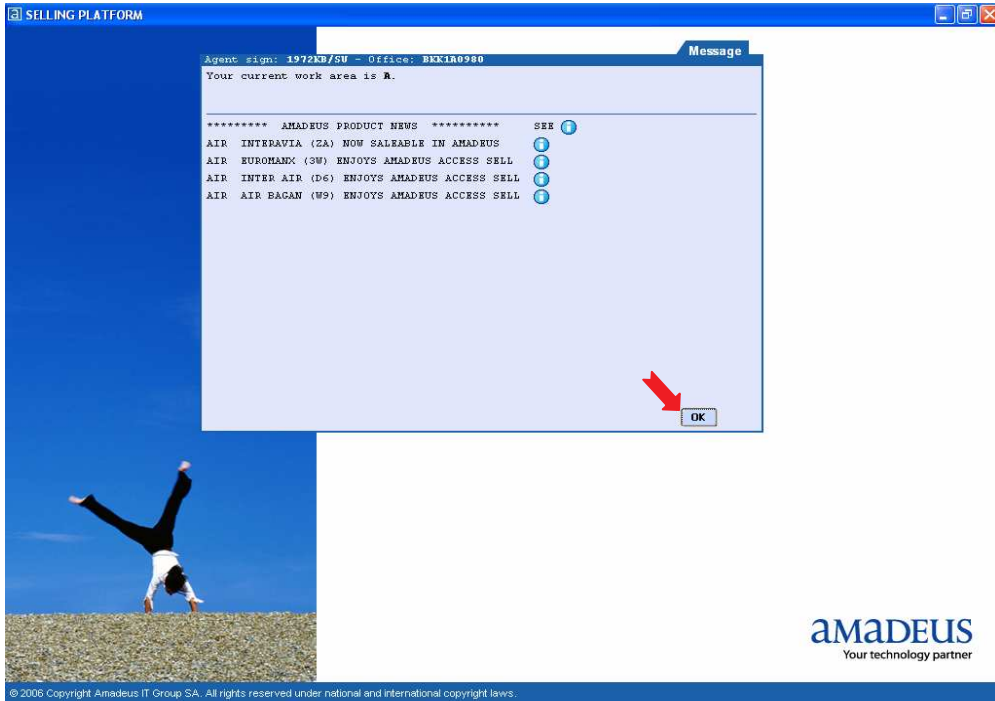 SELLING PLATFORM
Message
Agent sign: 1972KB/SU - Office: BKK1A0980
Your current work area is A.
********* AMADEUS PRODUCT NEWS ********** SEE
AIR INTERAVIA (ZA) NOW SALEABLE IN AMADEUS
AIR EUROMANX (3W) ENJOYS AMADEUS ACCESS SELL
AIR INTER AIR (D6) ENJOYS AMADEUS ACCESS SELL
AIR AIR BAGAN (W9) ENJOYS AMADEUS ACCESS SELL
OK
amadeus
Your technology partner
© 2006 Copyright Amadeus IT Group SA. All rights reserved under national and international copyright laws.